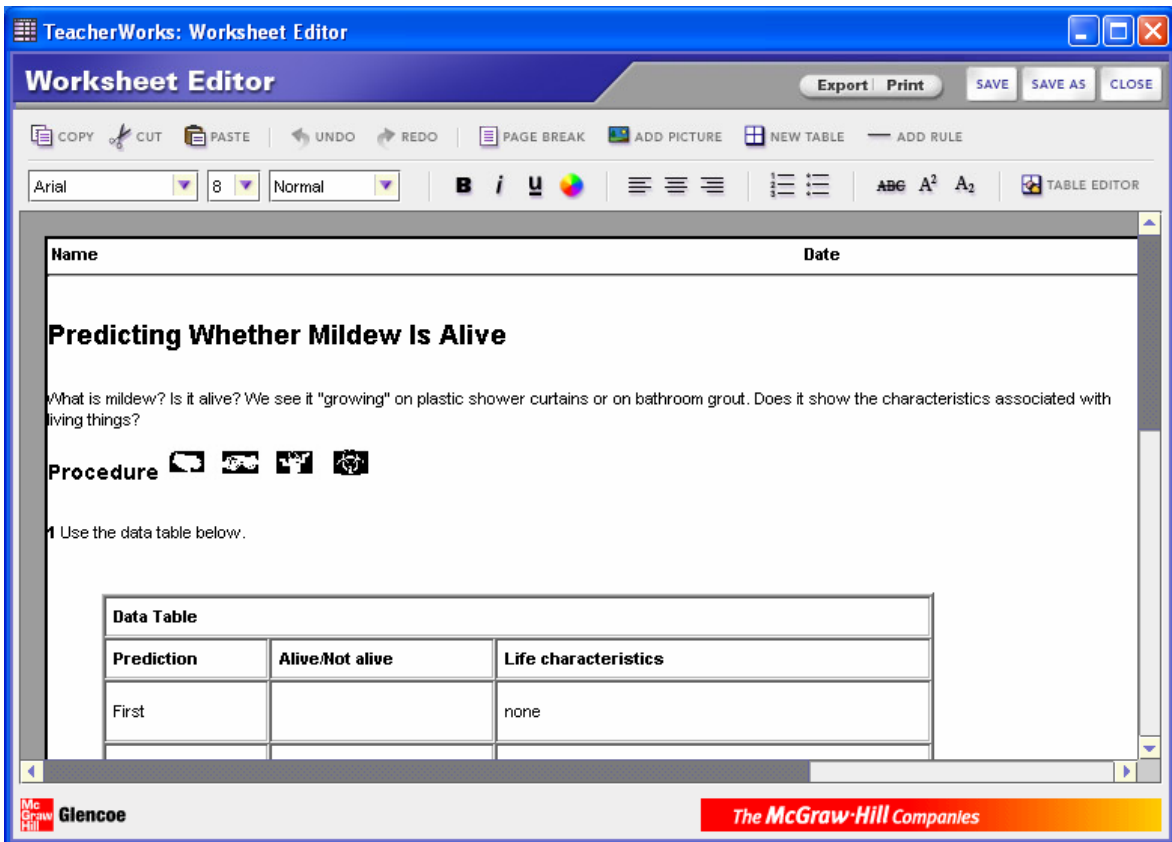 TeacherWorks: Worksheet Editor
Worksheet Editor
Export Print SAVE SAVE AS CLOSE
COPY CUT PASTE UNDO REDO PAGE BREAK ADD PICTURE NEW TABLE ADD RULE
Arial 8 Normal B i U ABC A2 A2 TABLE EDITOR
Name Date
Predicting Whether Mildew Is Alive
What is mildew? Is it alive? We see it "growing" on plastic shower curtains or on bathroom grout. Does it show the characteristics associated with
living things?
Procedure
1 Use the data table below.
Data Table
Prediction Alive/Not alive Life characteristics
First none
Mc Graw Hill Glencoe The McGraw·Hill Companies